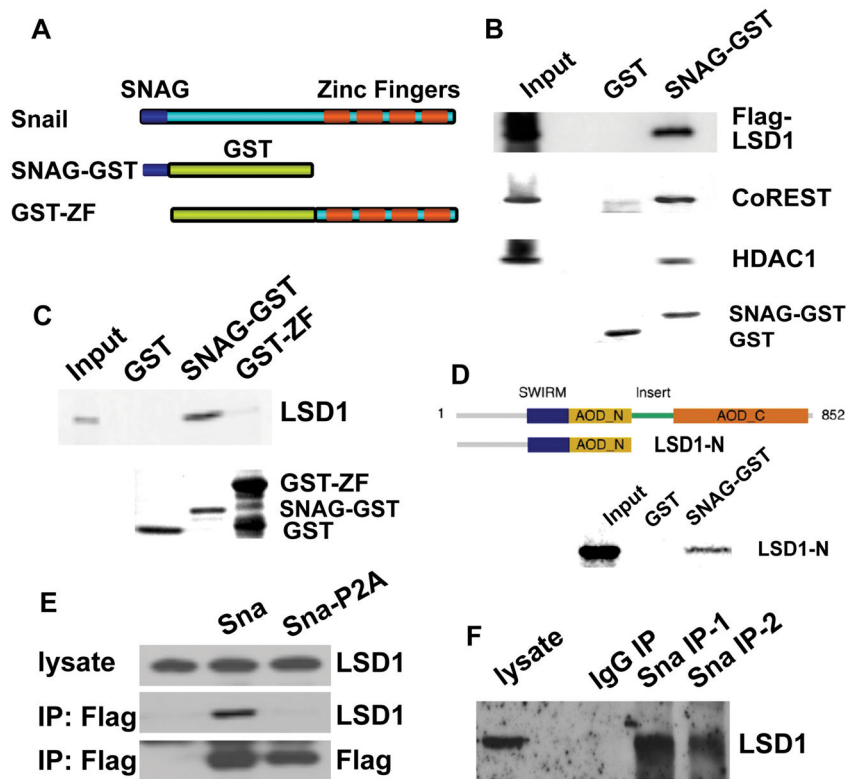 A
SNAG
Zinc Fingers
Snail
GST
SNAG-GST
GST-ZF
B
Input
GST
SNAG-GST
Flag-
LSD1
CoREST
HDAC1
SNAG-GST
GST
C
Input
GST
SNAG-GST
GST-ZF
LSD1
GST-ZF
SNAG-GST
GST
D
SWIRM
Insert
1
AOD_N
AOD_C
852
AOD_N
LSD1-N
Input
GST
SNAG-GST
LSD1-N
E
Sna
Sna-P2A
lysate
LSD1
IP: Flag
LSD1
IP: Flag
Flag
F
lysate
IgG IP
Sna IP-1
Sna IP-2
LSD1